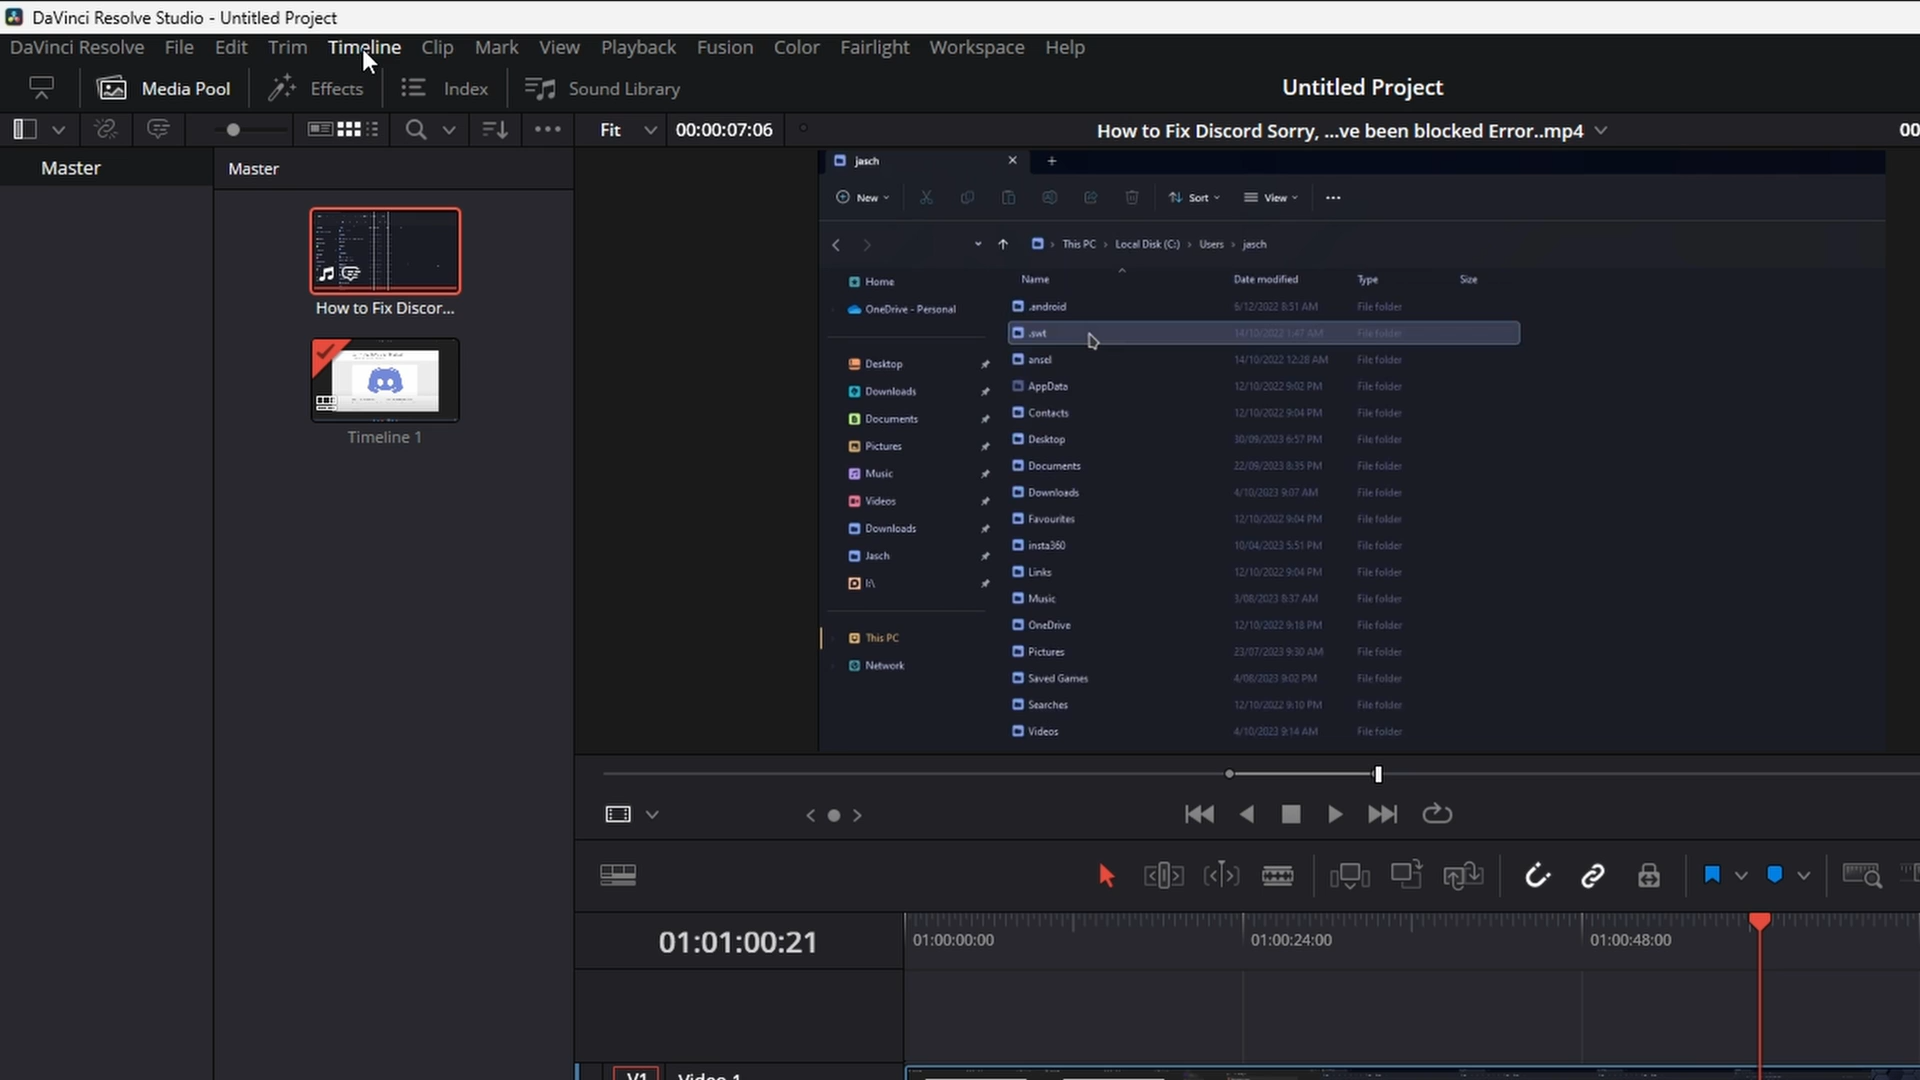 DaVinci Resolve Studio - Untitled Project
DaVinci Resolve File Edit Trim Timeline Clip Mark View Playback Fusion Color Fairlight Workspace Help
Media Pool Effects Index Sound Library Untitled Project
Fit 00:00:07:06 How to Fix Discord Sorry, ...ve been blocked Error..mp4 00
Master
Master
How to Fix Discor...
Timeline 1
jasch
New Sort View
This PC Local Disk (C:) Users jasch
Name Date modified Type Size
Home
OneDrive - Personal
Desktop
Downloads
Documents
Pictures
Music
Videos
Downloads
Jasch
I:\
This PC
Network
.android 6/12/2022 8:51 AM File folder
.swt 14/10/2022 1:47 AM File folder
ansel 14/10/2022 12:28 AM File folder
AppData 12/10/2022 9:02 PM File folder
Contacts 12/10/2022 9:04 PM File folder
Desktop 30/09/2023 6:57 PM File folder
Documents 22/09/2023 8:35 PM File folder
Downloads 4/10/2023 9:07 AM File folder
Favourites 12/10/2022 9:04 PM File folder
insta360 10/04/2023 5:51 PM File folder
Links 12/10/2022 9:04 PM File folder
Music 3/08/2023 8:37 AM File folder
OneDrive 12/10/2022 9:18 PM File folder
Pictures 23/07/2023 9:30 AM File folder
Saved Games 4/08/2023 9:02 PM File folder
Searches 12/10/2022 9:10 PM File folder
Videos 4/10/2023 9:14 AM File folder
01:01:00:21
01:00:00:00 01:00:24:00 01:00:48:00
V1 Video 1